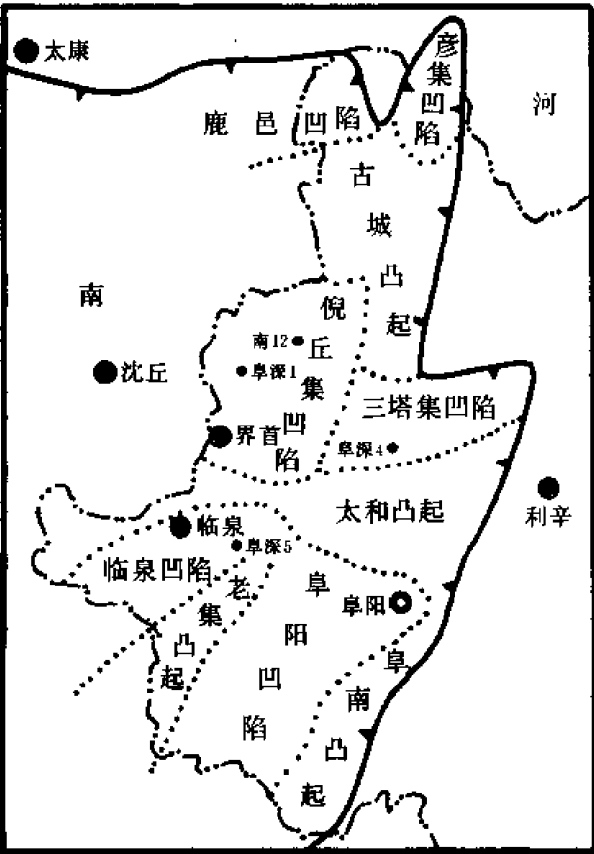 太康
彦集凹陷
河
鹿邑凹陷
古城凸起
南
倪丘集凹陷
南12
阜深1
沈丘
三塔集凹陷
界首
阜深4
太和凸起
利辛
临泉
阜深5
临泉凹陷
老集凸起
阜阳凹陷
阜阳
阜南凸起